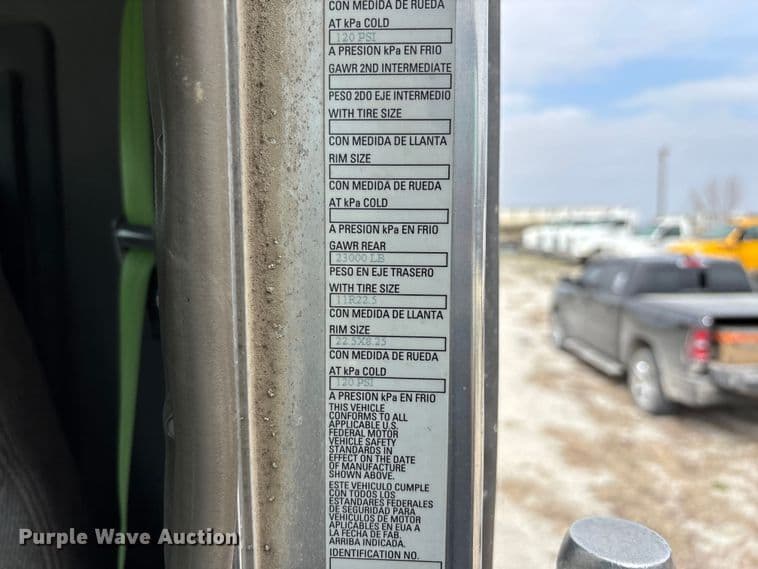 CON MEDIDA DE RUEDA
AT kPa COLD
120 PSI
A PRESION kPa EN FRIO
GAWR 2ND INTERMEDIATE
PESO 2DO EJE INTERMEDIO
WITH TIRE SIZE
CON MEDIDA DE LLANTA
RIM SIZE
CON MEDIDA DE RUEDA
AT kPa COLD
A PRESION kPa EN FRIO
GAWR REAR
23000 LB
PESO EN EJE TRASERO
WITH TIRE SIZE
11R22.5
CON MEDIDA DE LLANTA
RIM SIZE
22.5X8.25
CON MEDIDA DE RUEDA
AT kPa COLD
120 PSI
A PRESION kPa EN FRIO
THIS VEHICLE
CONFORMS TO ALL
APPLICABLE U.S.
FEDERAL MOTOR
VEHICLE SAFETY
STANDARDS IN
EFFECT ON THE DATE
OF MANUFACTURE
SHOWN ABOVE.
ESTE VEHICULO CUMPLE
CON TODOS LOS
ESTANDARES FEDERALES
DE SEGURIDAD PARA
VEHICULOS DE MOTOR
APLICABLES EN EUA A
LA FECHA DE FAB.
ARRIBA INDICADA.
IDENTIFICATION NO.
Purple Wave Auction